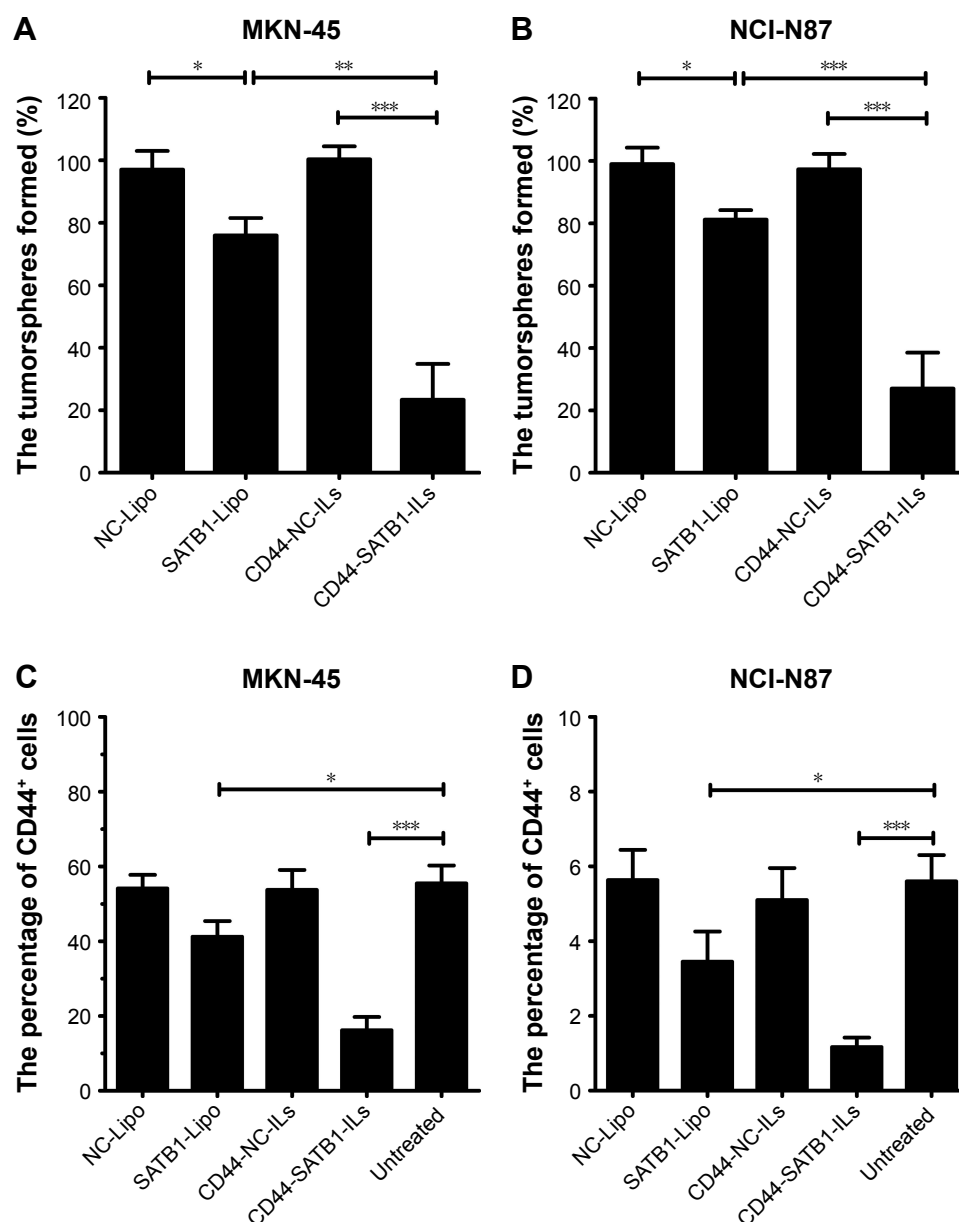 A
MKN-45
* ** ***
The tumorspheres formed (%)
120
100
80
60
40
20
0
NC-Lipo
SATB1-Lipo
CD44-NC-ILs
CD44-SATB1-ILs
B
NCI-N87
* *** ***
The tumorspheres formed (%)
120
100
80
60
40
20
0
NC-Lipo
SATB1-Lipo
CD44-NC-ILs
CD44-SATB1-ILs
C
MKN-45
*
***
The percentage of CD44⁺ cells
100
80
60
40
20
0
NC-Lipo
SATB1-Lipo
CD44-NC-ILs
CD44-SATB1-ILs
Untreated
D
NCI-N87
*
***
The percentage of CD44⁺ cells
10
8
6
4
2
0
NC-Lipo
SATB1-Lipo
CD44-NC-ILs
CD44-SATB1-ILs
Untreated